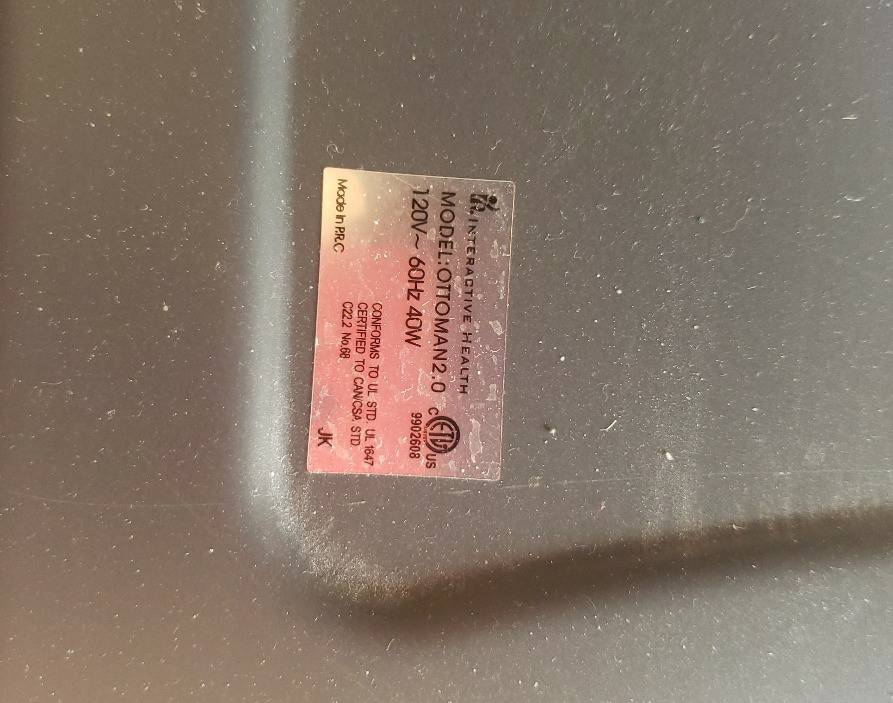 INTERACTIVE HEALTH
MODEL:OTTOMAN2.0
120V~ 60Hz 40W
C ETL US
9902608
CONFORMS TO UL STD. UL 1647
CERTIFIED TO CAN/CSA STD
C22.2 No.68
Made in P.R.C
JK